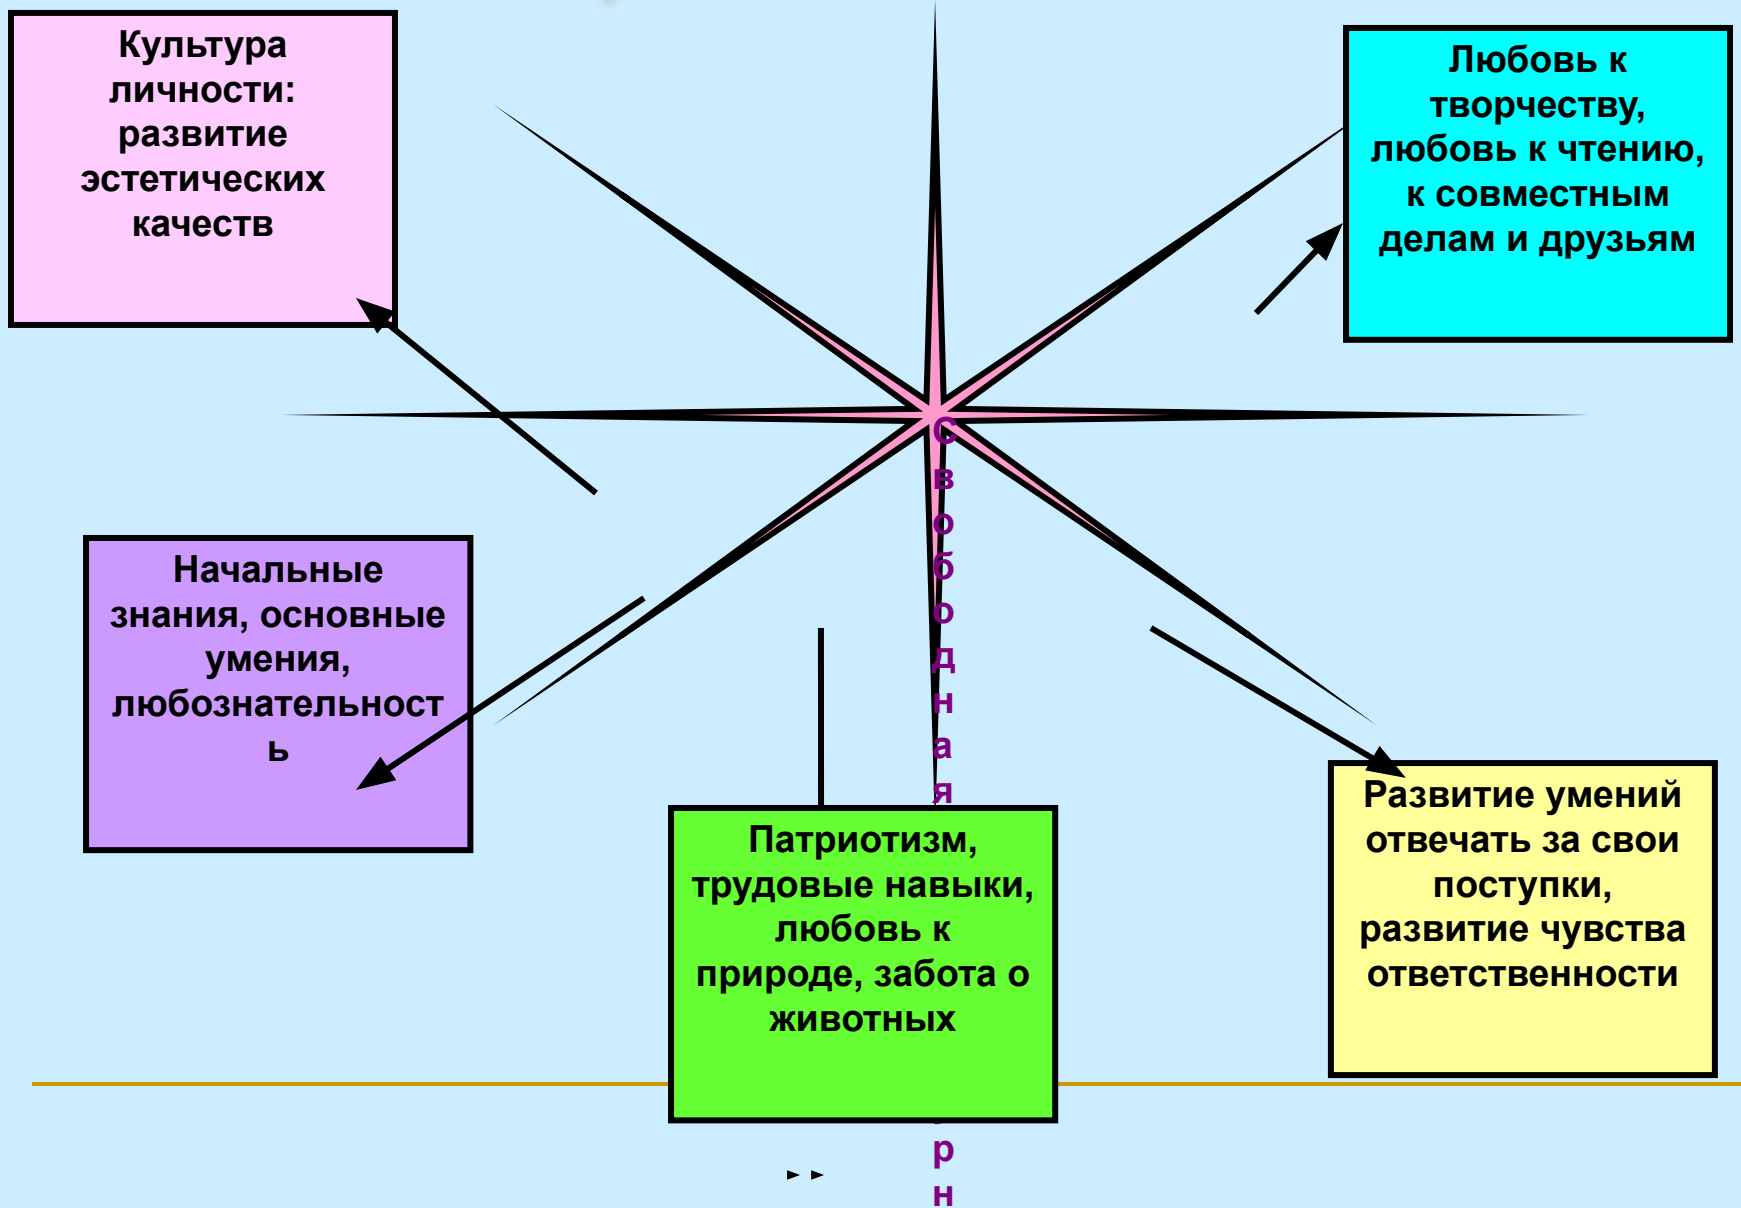 Культура
личности:
развитие
эстетических
качеств
Любовь к
творчеству,
любовь к чтению,
к совместным
делам и друзьям
Начальные
знания, основные
умения,
любознательност
ь
С
в
о
б
о
д
н
а
я
Патриотизм,
трудовые навыки,
любовь к
природе, забота о
животных
Развитие умений
отвечать за свои
поступки,
развитие чувства
ответственности
р
н